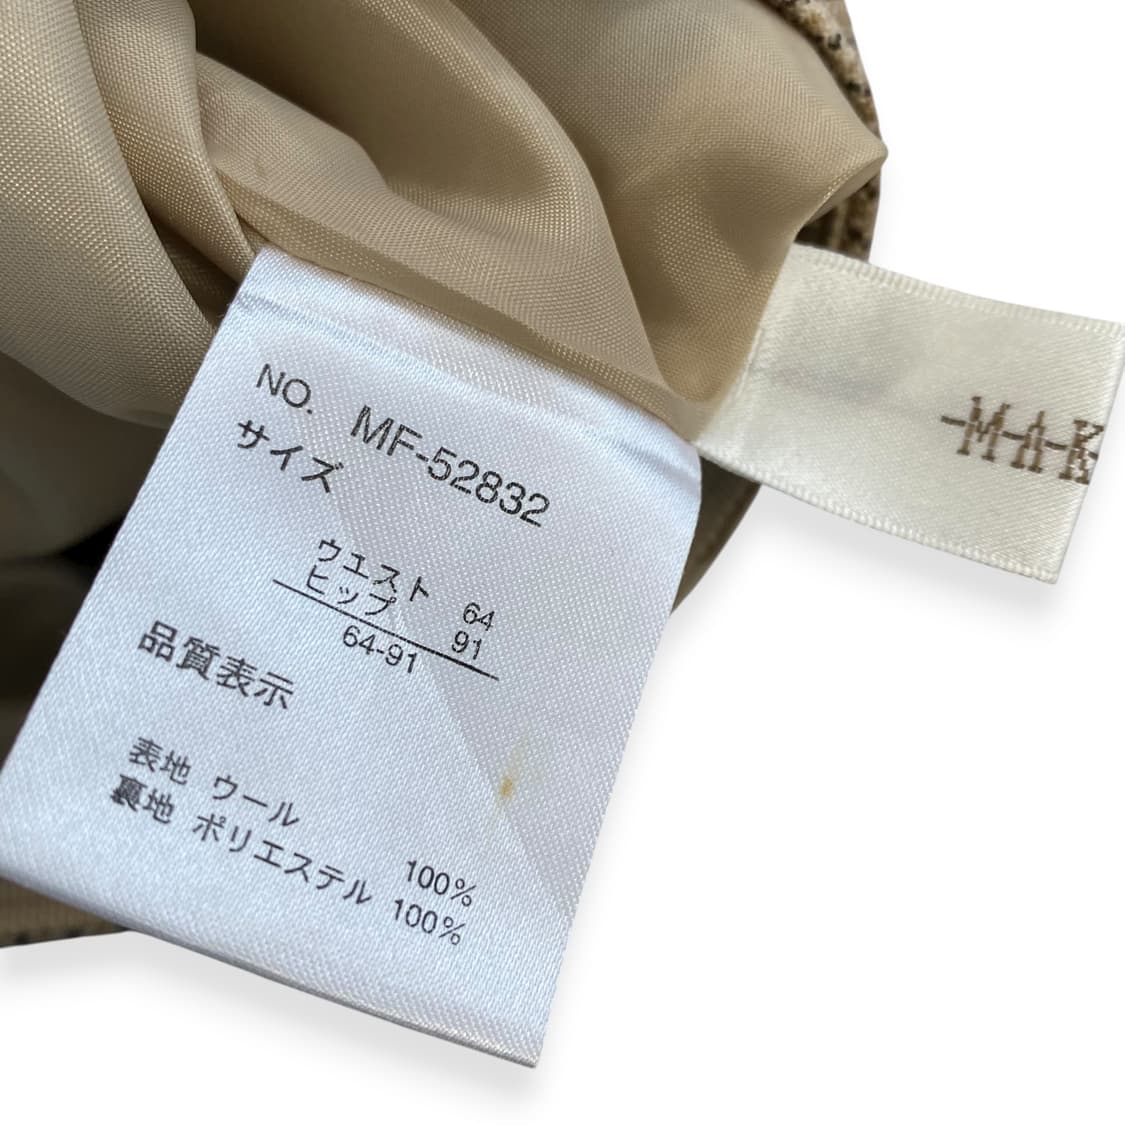 NO. MF-52832
サイズ
ウエスト 64
ヒップ 91
64-91
品質表示
表地 ウール 100%
裏地 ポリエステル 100%
MAK